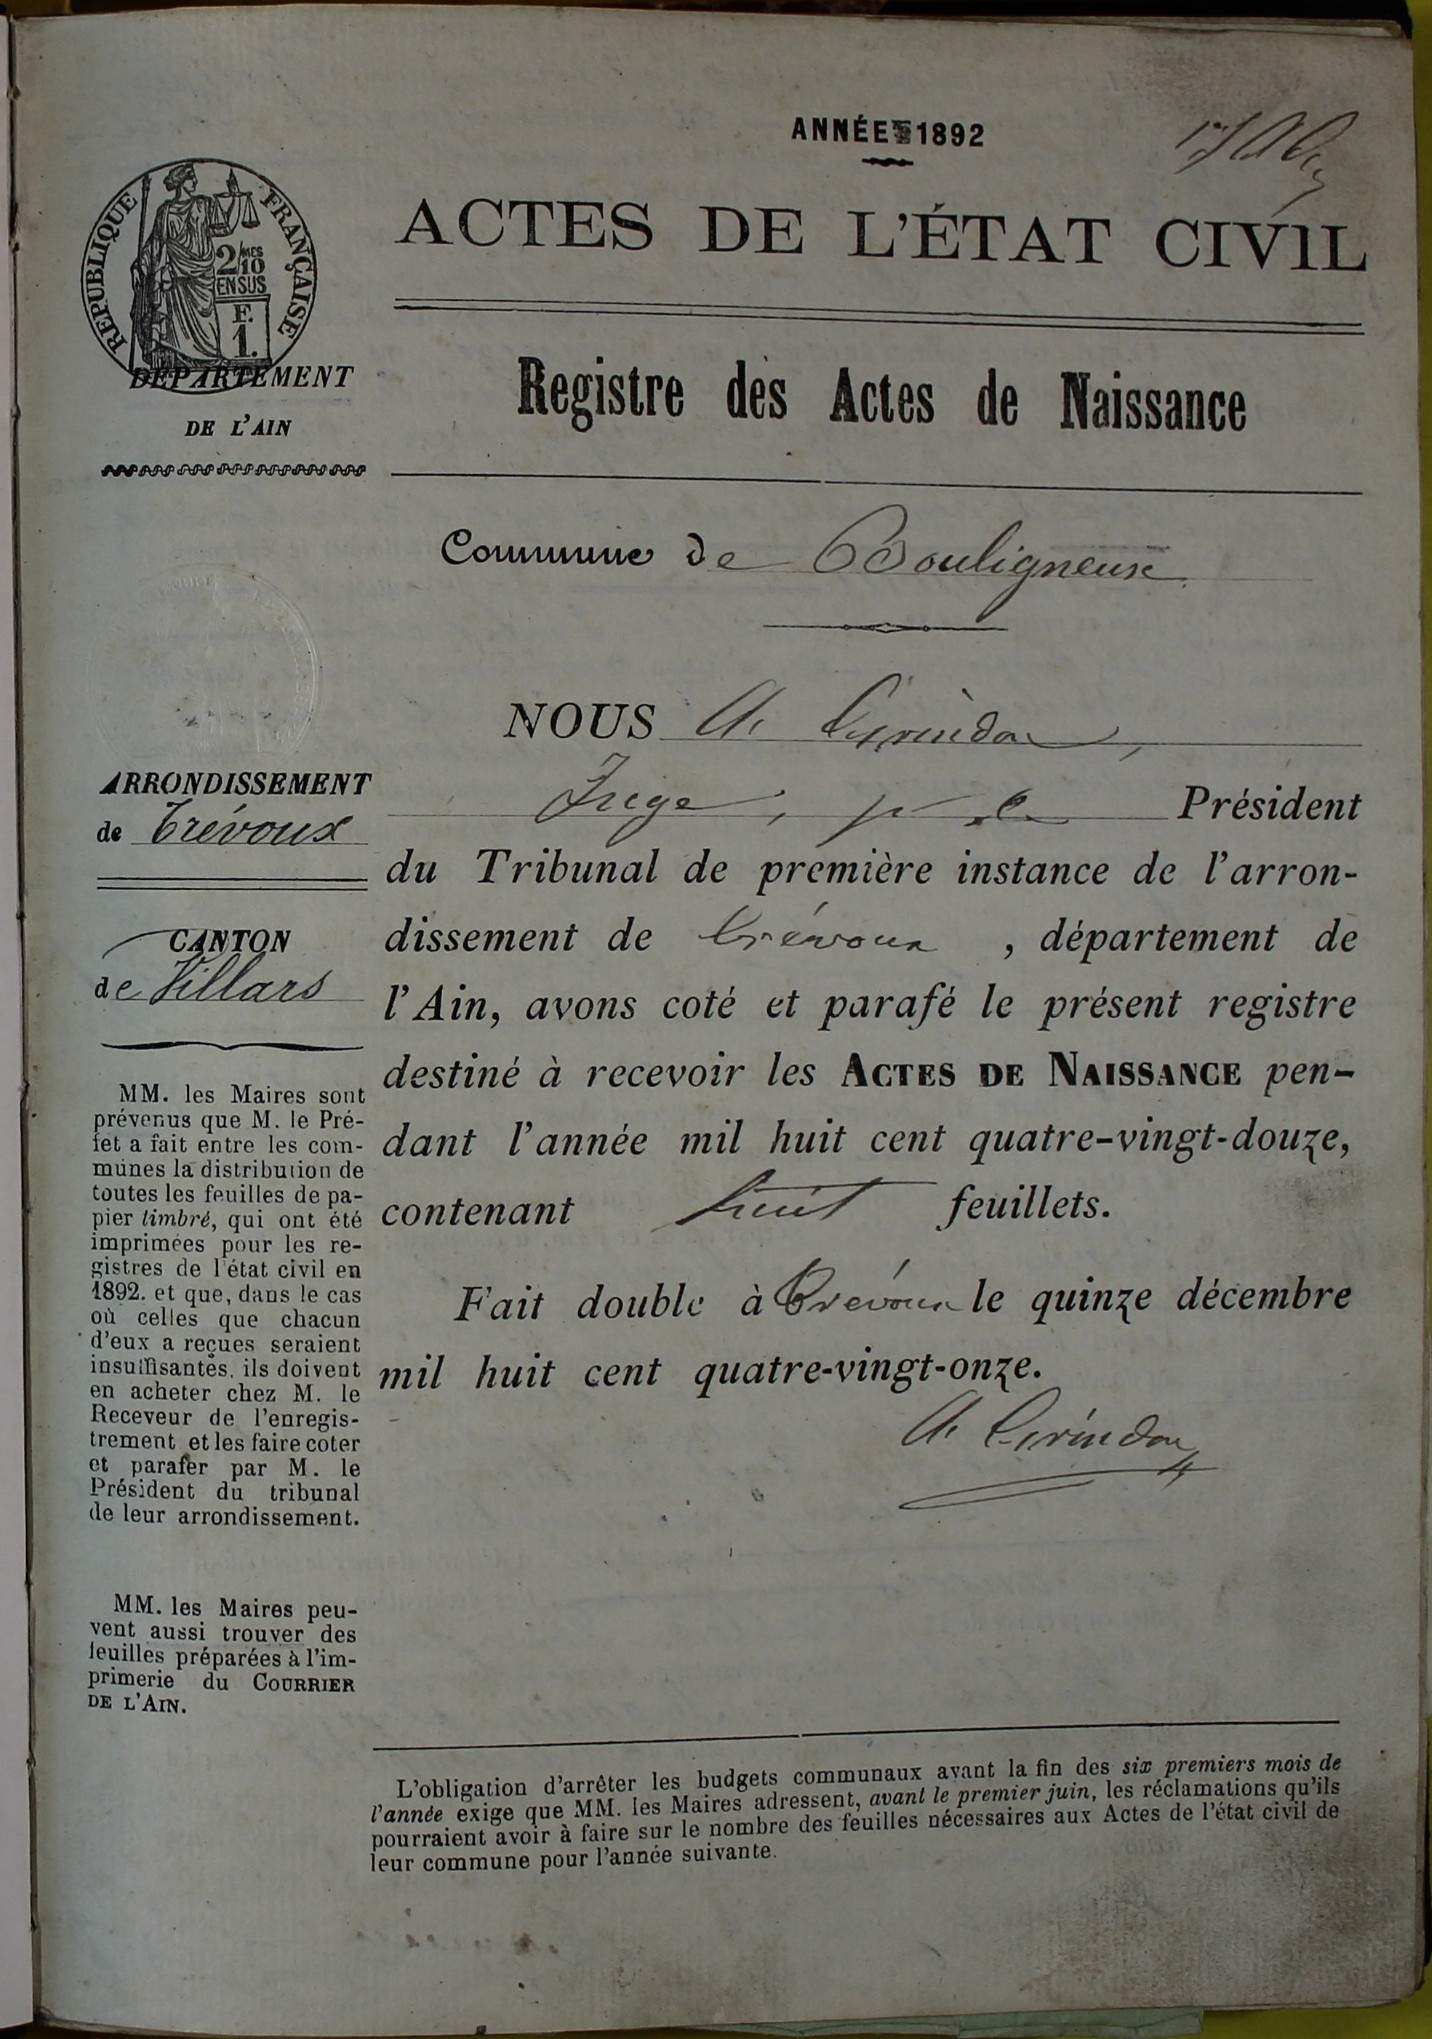 ANNÉE 1892
ACTES DE L'ÉTAT CIVIL
RÉPUBLIQUE FRANÇAISE
2/10 MES
EN SUS
F.
1.
DÉPARTEMENT
DE L'AIN
Registre des Actes de Naissance
Commune de Bouligneux
NOUS
Juge, Président
ARRONDISSEMENT
de Trévoux
du Tribunal de première instance de l'arron-
dissement de Trévoux, département de
l'Ain, avons coté et parafé le présent registre
destiné à recevoir les ACTES DE NAISSANCE pen-
dant l'année mil huit cent quatre-vingt-douze,
contenant huit feuillets.
Fait double à Trévoux le quinze décembre
mil huit cent quatre-vingt-onze.
CANTON
de Villars
MM. les Maires sont
prévenus que M. le Pré-
fet a fait entre les com-
munes la distribution de
toutes les feuilles de pa-
pier timbré, qui ont été
imprimées pour les re-
gistres de l'état civil en
1892. et que, dans le cas
où celles que chacun
d'eux a reçues seraient
insuffisantes, ils doivent
en acheter chez M. le
Receveur de l'enregis-
trement et les faire coter
et parafer par M. le
Président du tribunal
de leur arrondissement.
MM. les Maires peu-
vent aussi trouver des
feuilles préparées à l'im-
primerie du COURRIER
DE L'AIN.
L'obligation d'arrêter les budgets communaux avant la fin des six premiers mois de
l'année exige que MM. les Maires adressent, avant le premier juin, les réclamations qu'ils
pourraient avoir à faire sur le nombre des feuilles nécessaires aux Actes de l'état civil de
leur commune pour l'année suivante.